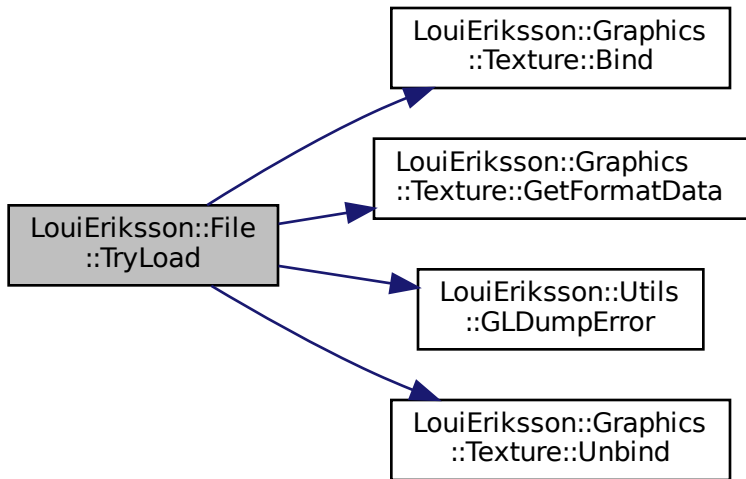 LouiEriksson::Graphics
::Texture::Bind
LouiEriksson::Graphics
::Texture::GetFormatData
LouiEriksson::File
::TryLoad
LouiEriksson::Utils
::GLDumpError
LouiEriksson::Graphics
::Texture::Unbind